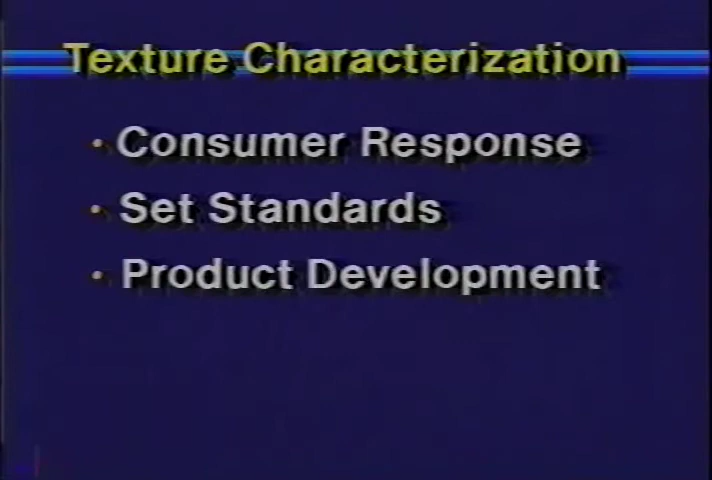 Texture Characterization
• Consumer Response
• Set Standards
• Product Development